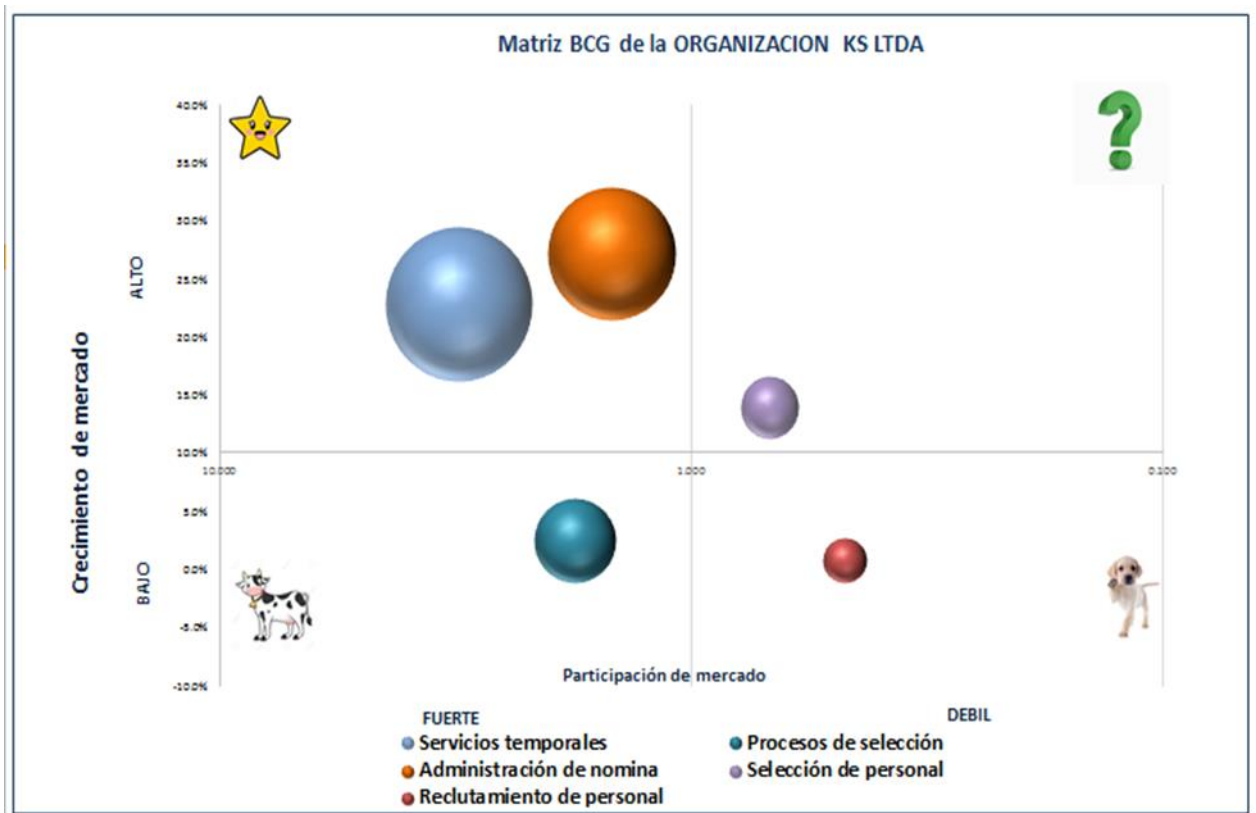 Matriz BCG de la ORGANIZACION KS LTDA
40.0%
35.0%
30.0%
25.0%
20.0%
15.0%
10.0%
10.000
1.000
0.100
5.0%
0.0%
-5.0%
-10.0%
Crecimiento de mercado
ALTO
BAJO
Participación de mercado
FUERTE
DEBIL
Servicios temporales
Procesos de selección
Administración de nomina
Selección de personal
Reclutamiento de personal